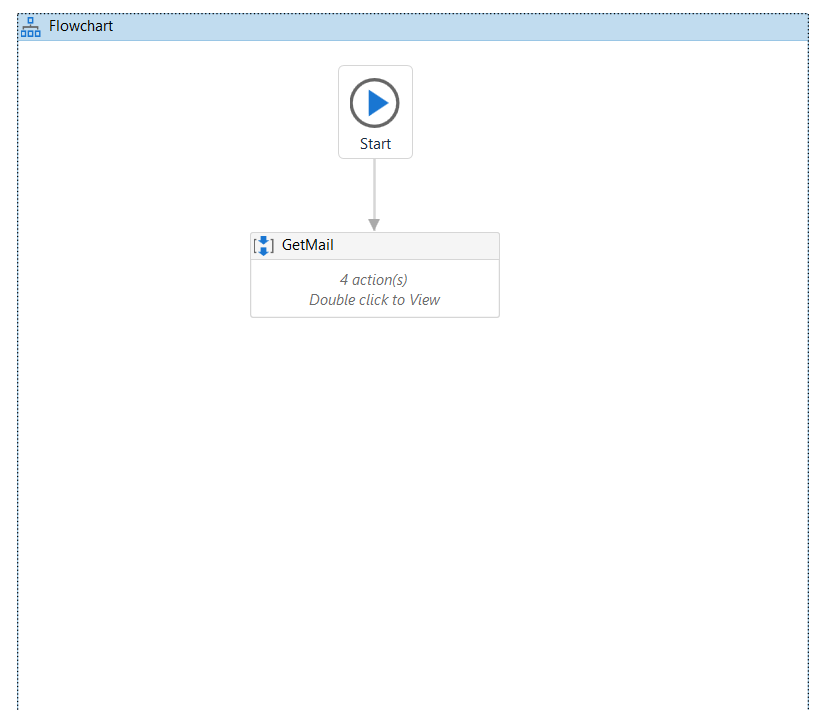 Flowchart
Start
GetMail
4 action(s)
Double click to View